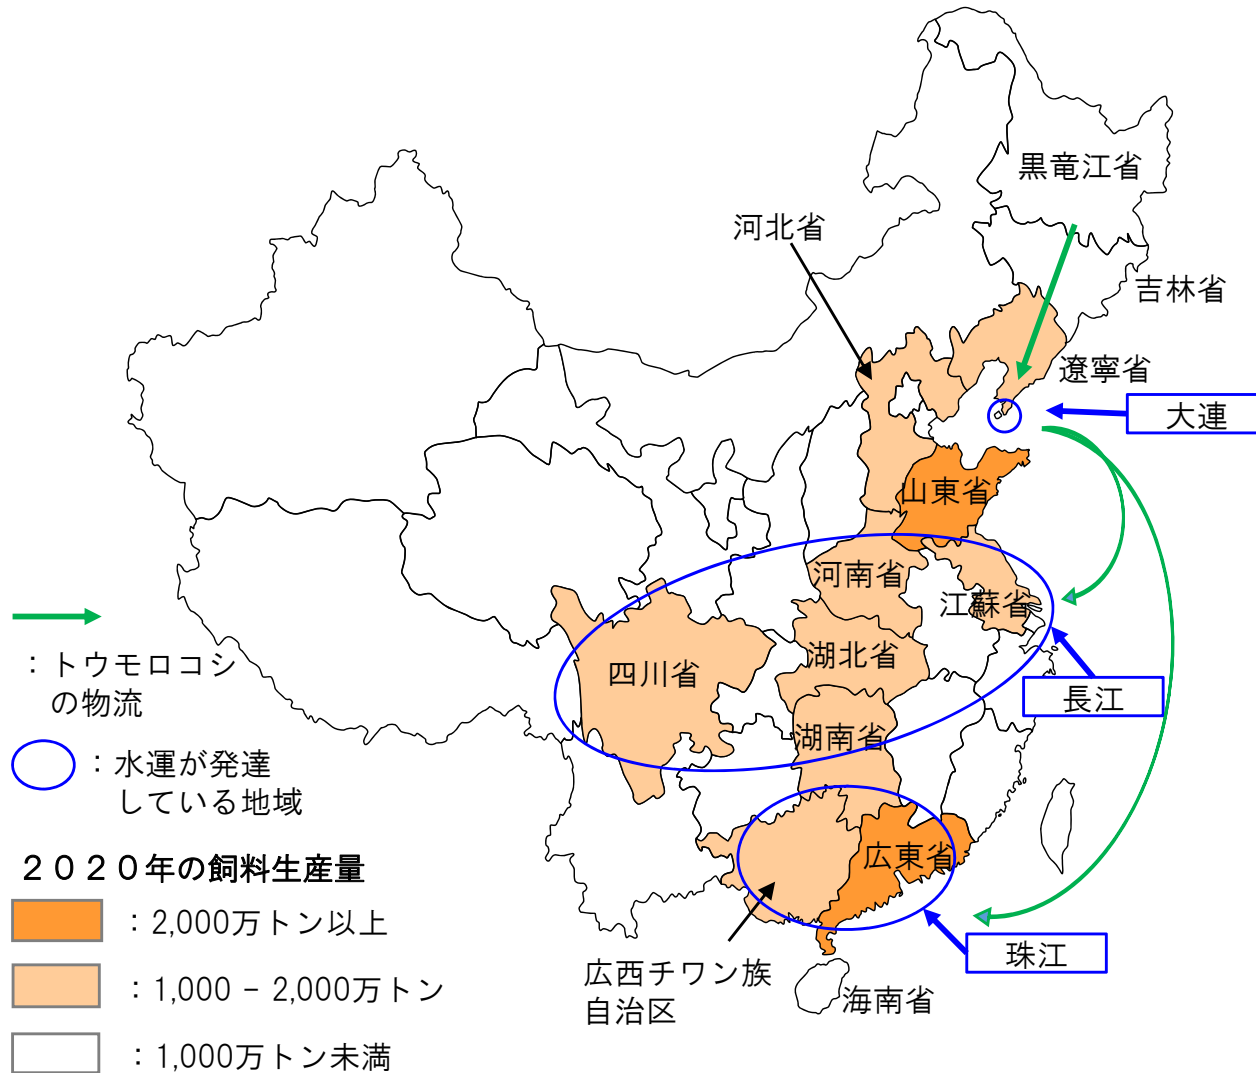 黒竜江省
河北省
吉林省
遼寧省
大連
山東省
河南省
江蘇省
湖北省
四川省
長江
湖南省
：トウモロコシ
の物流
：水運が発達
している地域
２０２０年の飼料生産量
：2,000万トン以上
：1,000 – 2,000万トン
：1,000万トン未満
広東省
珠江
広西チワン族
自治区
海南省